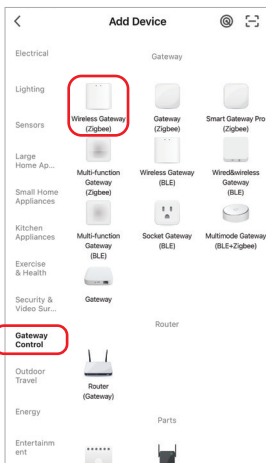 Add Device
Electrical
Lighting
Sensors
Large
Home Ap...
Small Home
Appliances
Kitchen
Appliances
Exercise
& Health
Security &
Video Sur...
Gateway
Control
Outdoor
Travel
Energy
Entertainm
ent
Gateway
Wireless Gateway
(Zigbee)
Gateway
(Zigbee)
Smart Gateway Pro
(Zigbee)
Multi-function
Gateway
(Zigbee)
Wireless Gateway
(BLE)
Wired&wireless
Gateway
(BLE)
Multi-function
Gateway
(BLE)
Socket Gateway
(BLE)
Multimode Gateway
(BLE+Zigbee)
Gateway
Router
Router
(Gateway)
Parts